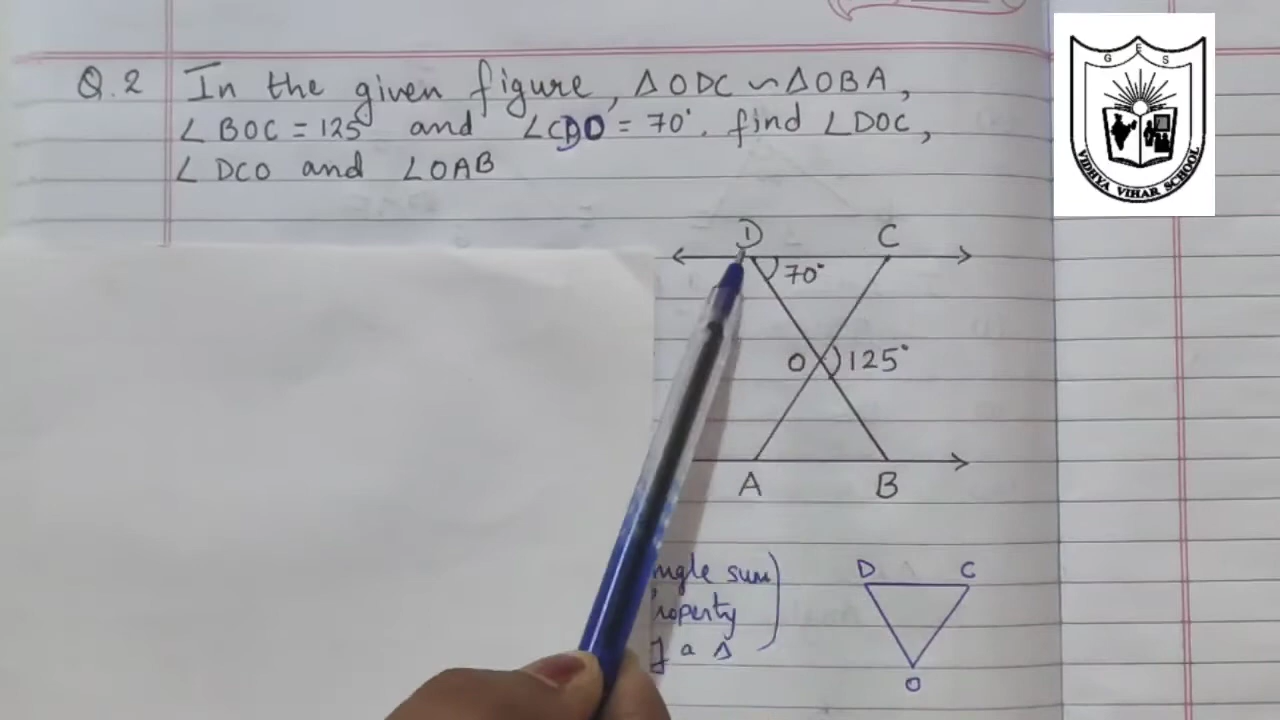 Q.2 In the given figure, ΔODC ∽ ΔOBA,
∠BOC = 125° and ∠CDO = 70°. find ∠DOC,
∠DCO and ∠OAB
G E S
VIDHYA VIHAR SCHOOL
D C
70°
O 125°
A B
ngle sum
roperty
a Δ
D C
O